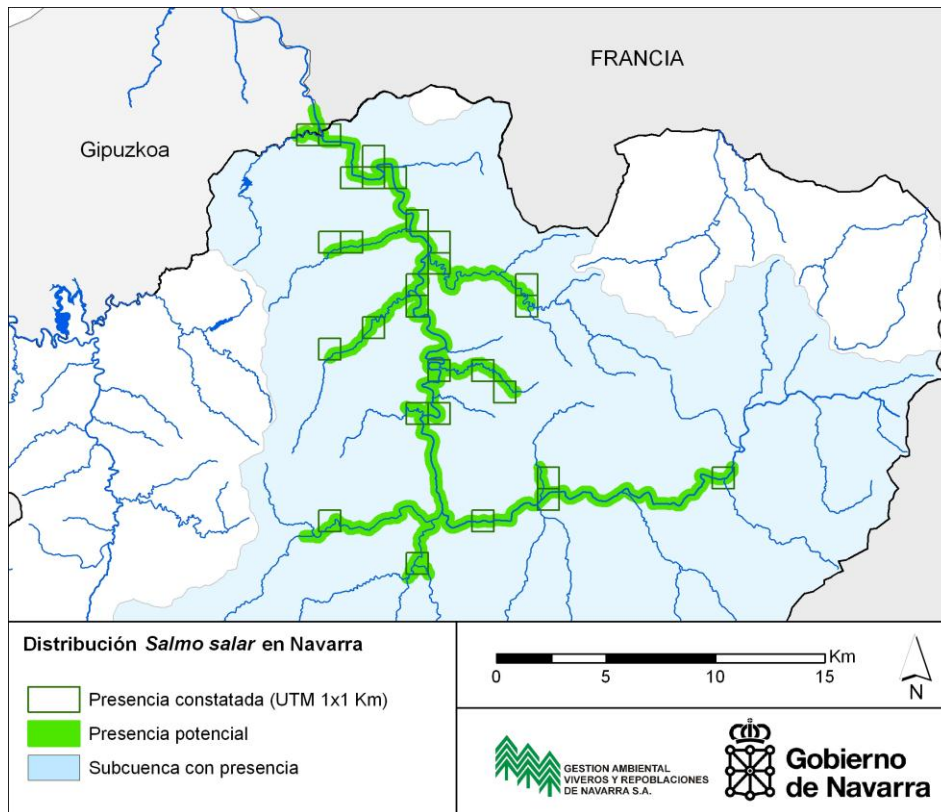 FRANCIA
Gipuzkoa
Distribución Salmo salar en Navarra
Presencia constatada (UTM 1x1 Km)
Presencia potencial
Subcuenca con presencia
Km
0 5 10 15
N
GESTION AMBIENTAL
VIVEROS Y REPOBLACIONES
DE NAVARRA S.A.
Gobierno
de Navarra